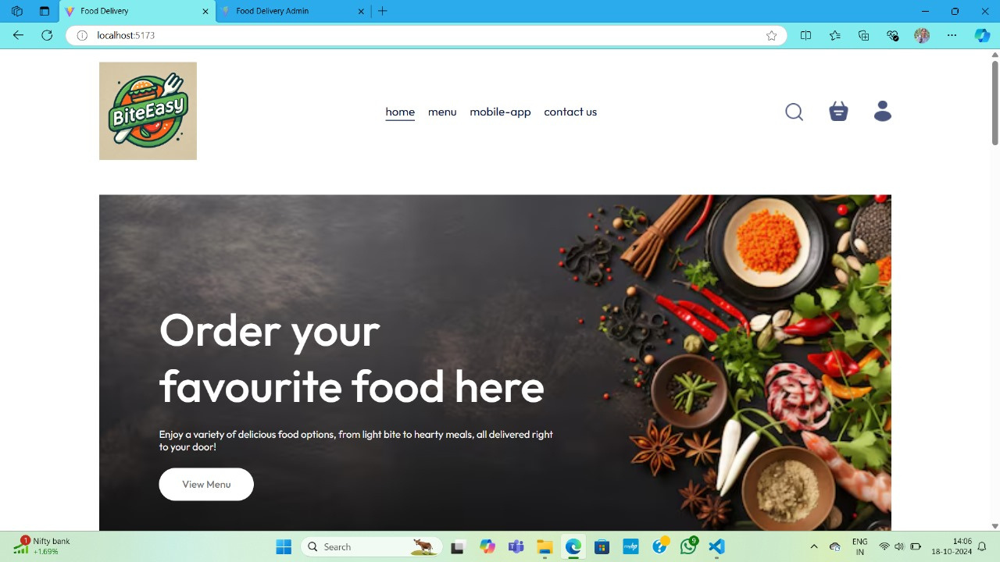 Food Delivery
Food Delivery Admin
localhost:5173
BiteEasy
home menu mobile-app contact us
Order your
favourite food here
Enjoy a variety of delicious food options, from light bite to hearty meals, all delivered right
to your door!
View Menu
1
Nifty bank
+1.69%
Search
myhp
9
ENG
IN
14:06
18-10-2024